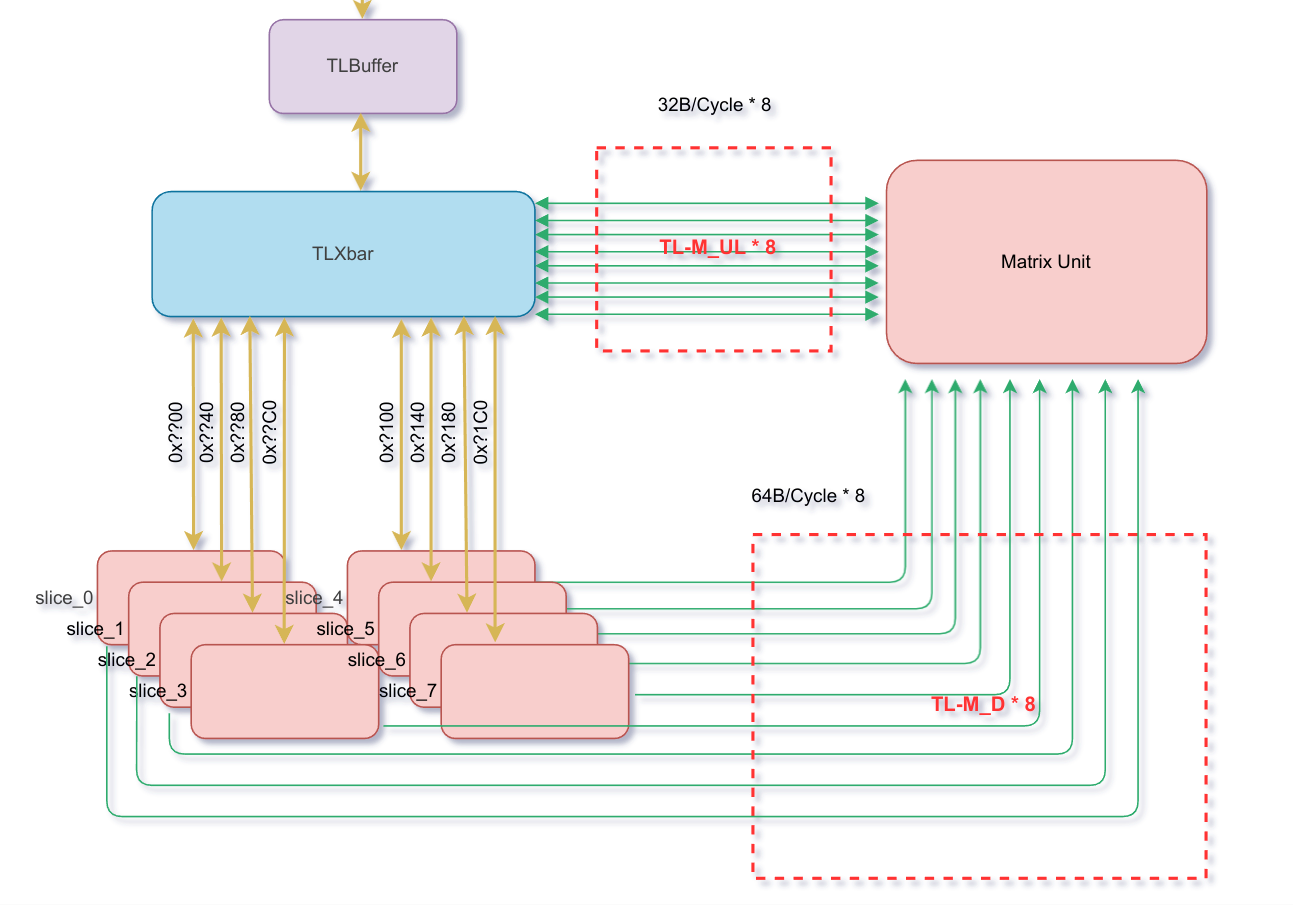 TLBuffer
32B/Cycle * 8
TLXbar
TL-M_UL * 8
Matrix Unit
0x??00
0x??40
0x??80
0x??C0
0x?100
0x?140
0x?180
0x?1C0
64B/Cycle * 8
slice_0
slice_4
slice_1
slice_5
slice_2
slice_6
slice_3
slice_7
TL-M_D * 8